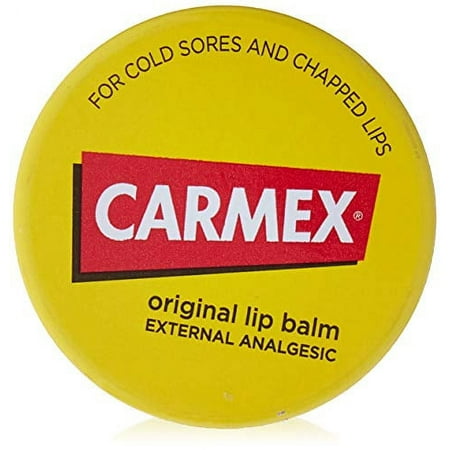 FOR COLD SORES AND CHAPPED LIPS
CARMEX®
original lip balm
EXTERNAL ANALGESIC